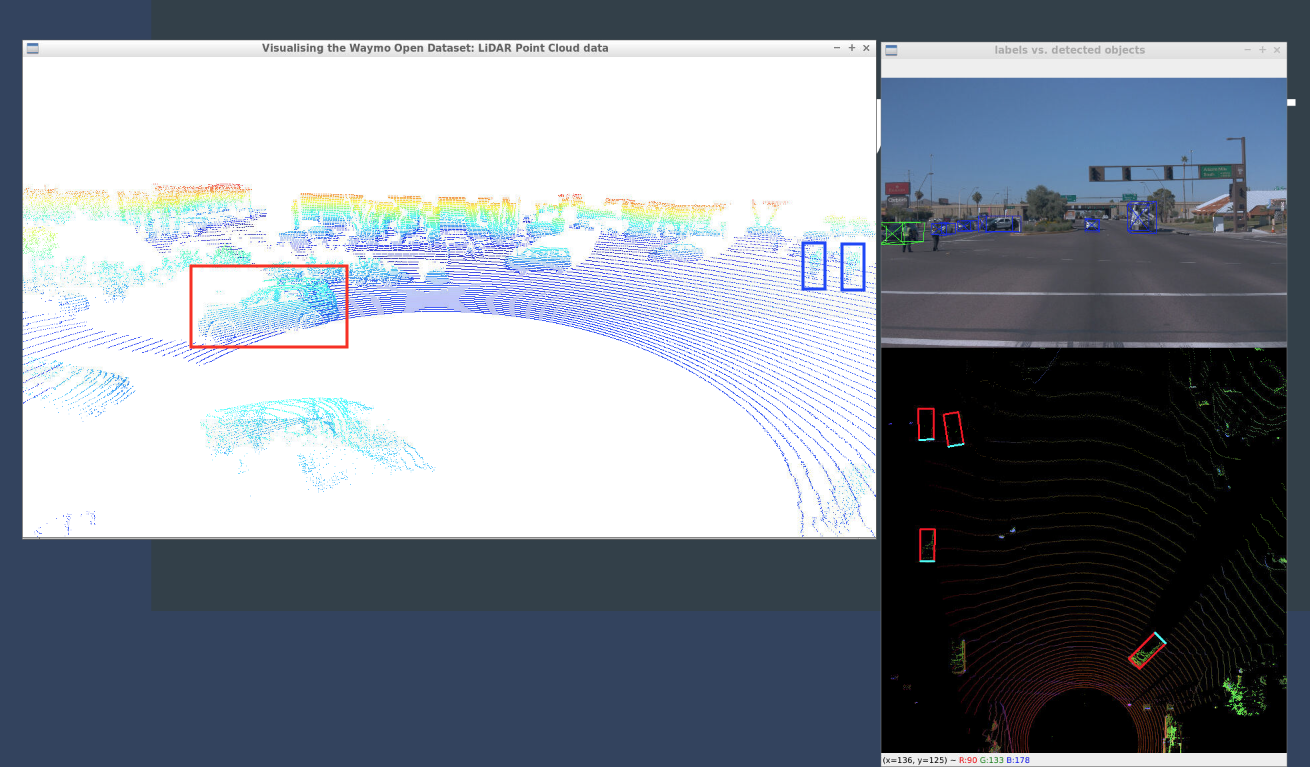 Visualising the Waymo Open Dataset: LiDAR Point Cloud data
labels vs. detected objects
(x=136, y=125) ~ R:90 G:133 B:178